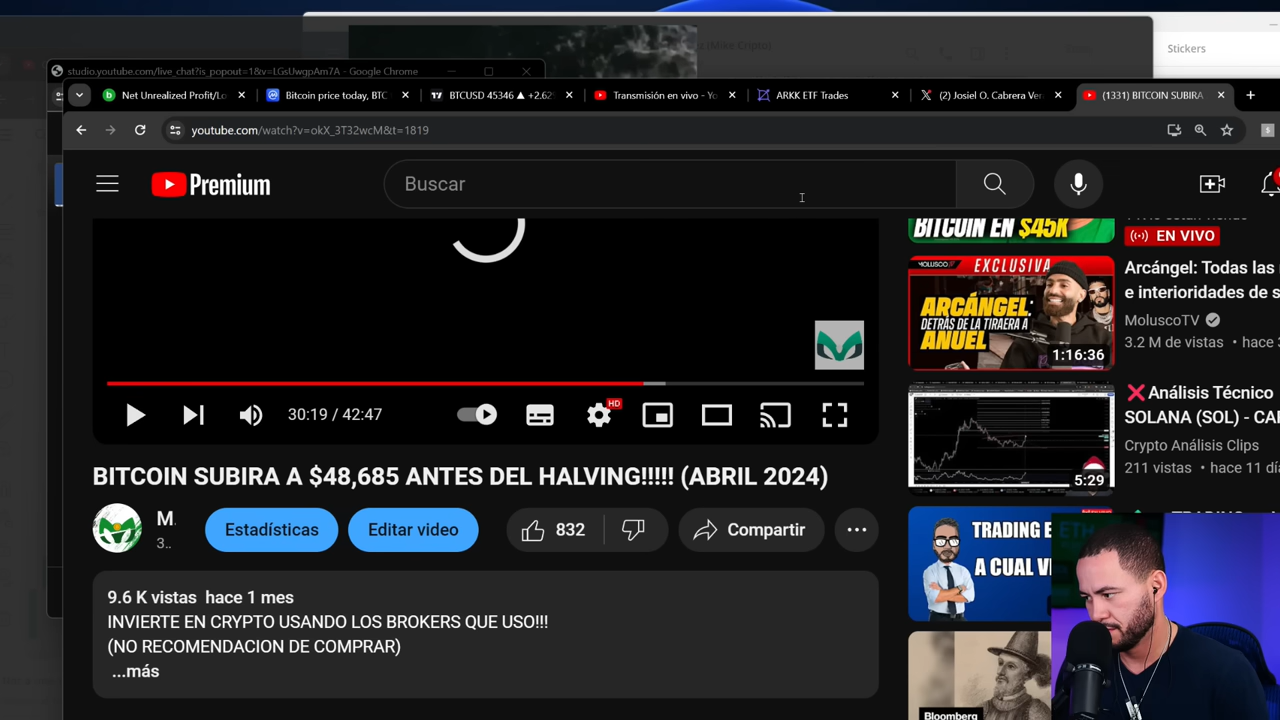 (Mike Cripto)
Stickers
studio.youtube.com/live_chat?is_popout=1&v=LGsUwgpAm7A - Google Chrome
Net Unrealized Profit/Lo
Bitcoin price today, BTC
BTCUSD 45346 ▲ +2.62
Transmisión en vivo - Yo
ARKK ETF Trades
(2) Josiel O. Cabrera Ver
(1331) BITCOIN SUBIRA
youtube.com/watch?v=okX_3T32wcM&t=1819
Premium
Buscar
BITCOIN EN $45K
EN VIVO
MOLUSCO
EXCLUSIVA
ARCÁNGEL:
DETRÁS DE LA TIRAERA A
ANUEL
1:16:36
Arcángel: Todas las
e interioridades de s
MoluscoTV
3.2 M de vistas • hace
HD
30:19 / 42:47
❌Análisis Técnico
SOLANA (SOL) - CA
Crypto Análisis Clips
211 vistas • hace 11 día
5:29
BITCOIN SUBIRA A $48,685 ANTES DEL HALVING!!!!! (ABRIL 2024)
M
3..
Estadísticas
Editar video
832
Compartir
TRADING E
A CUAL V
9.6 K vistas hace 1 mes
INVIERTE EN CRYPTO USANDO LOS BROKERS QUE USO!!!
(NO RECOMENDACION DE COMPRAR)
...más
Bloomberg